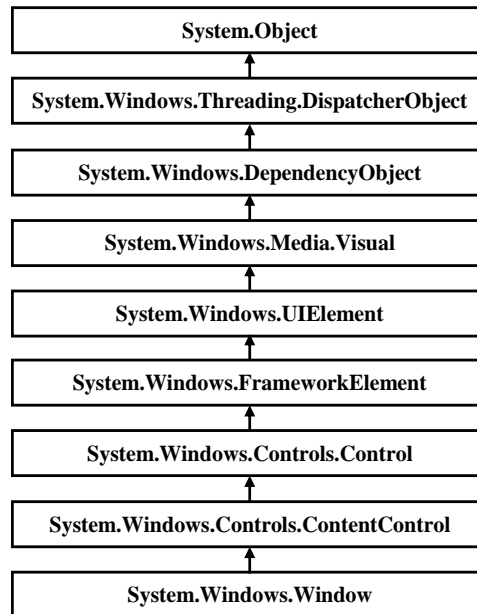 System.Object
System.Windows.Threading.DispatcherObject
System.Windows.DependencyObject
System.Windows.Media.Visual
System.Windows.UIElement
System.Windows.FrameworkElement
System.Windows.Controls.Control
System.Windows.Controls.ContentControl
System.Windows.Window